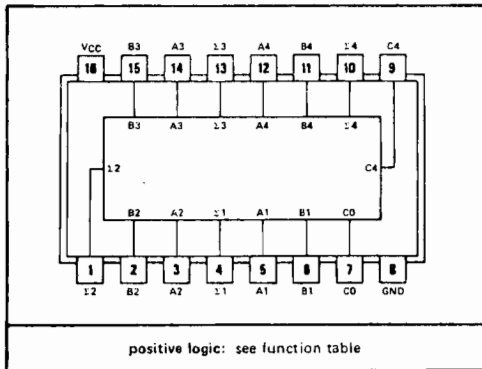 VCC B3 A3 Σ3 A4 B4 Σ4 C4
16 15 14 13 12 11 10 9
B3 A3 Σ3 A4 B4 Σ4
Σ2 C4
B2 A2 Σ1 A1 B1 C0
1 2 3 4 5 6 7 8
Σ2 B2 A2 Σ1 A1 B1 C0 GND
positive logic: see function table